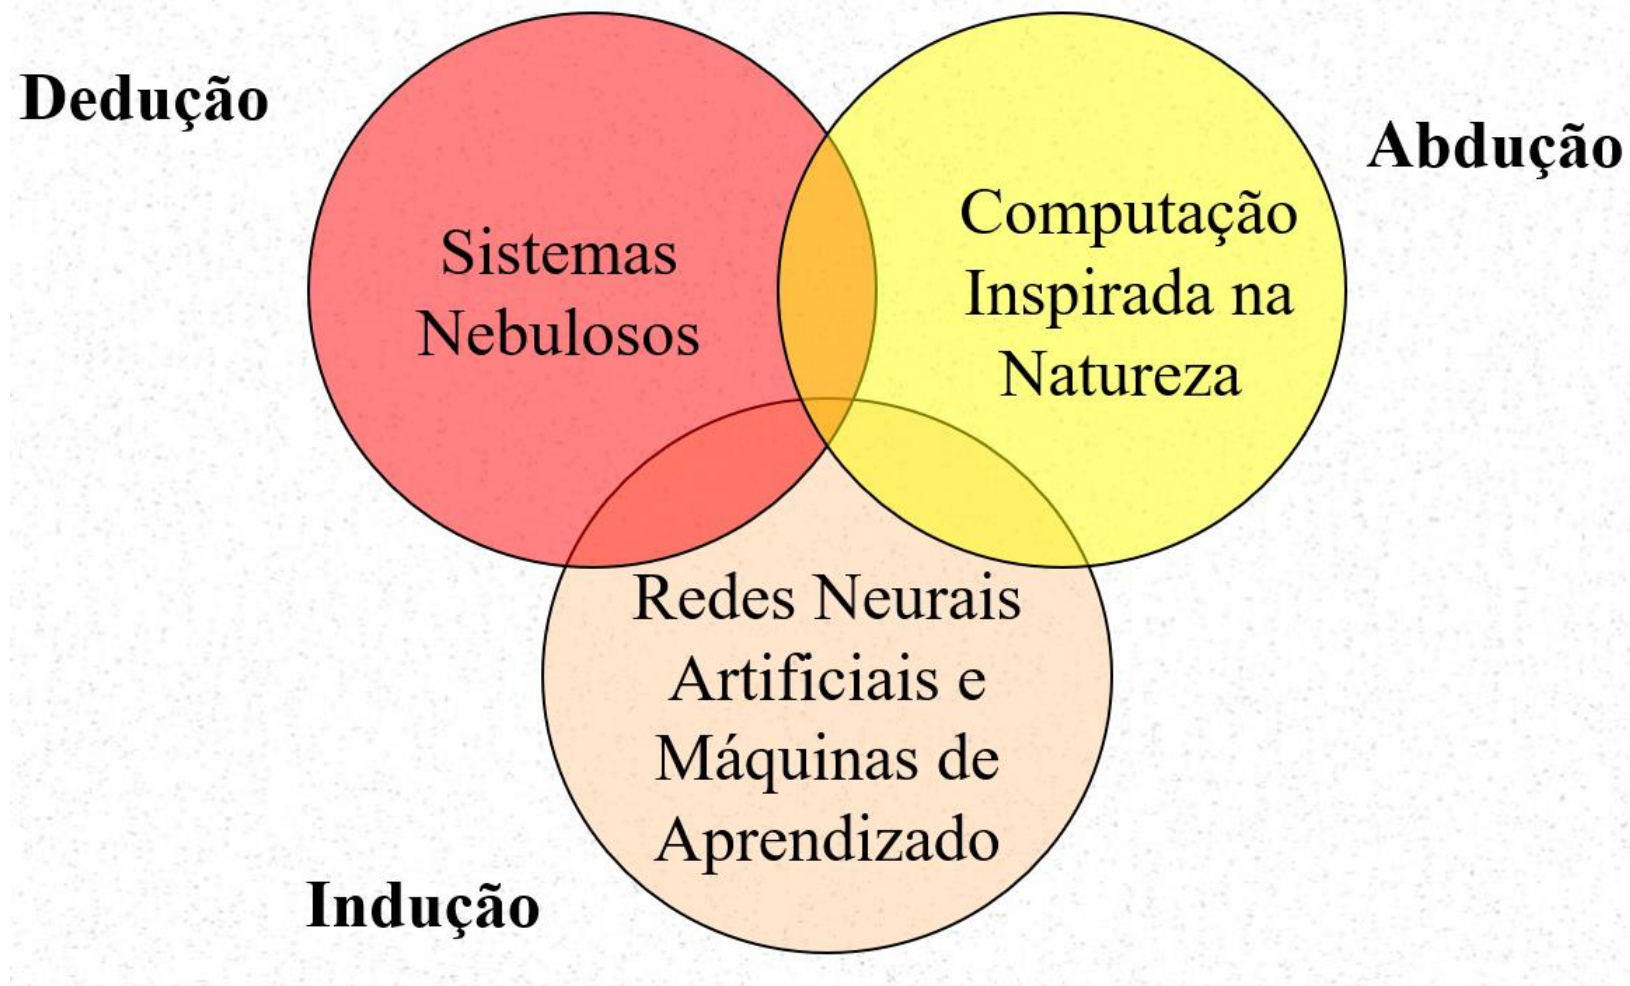 Dedução
Abdução
Sistemas
Nebulosos
Computação
Inspirada na
Natureza
Redes Neurais
Artificiais e
Máquinas de
Aprendizado
Indução